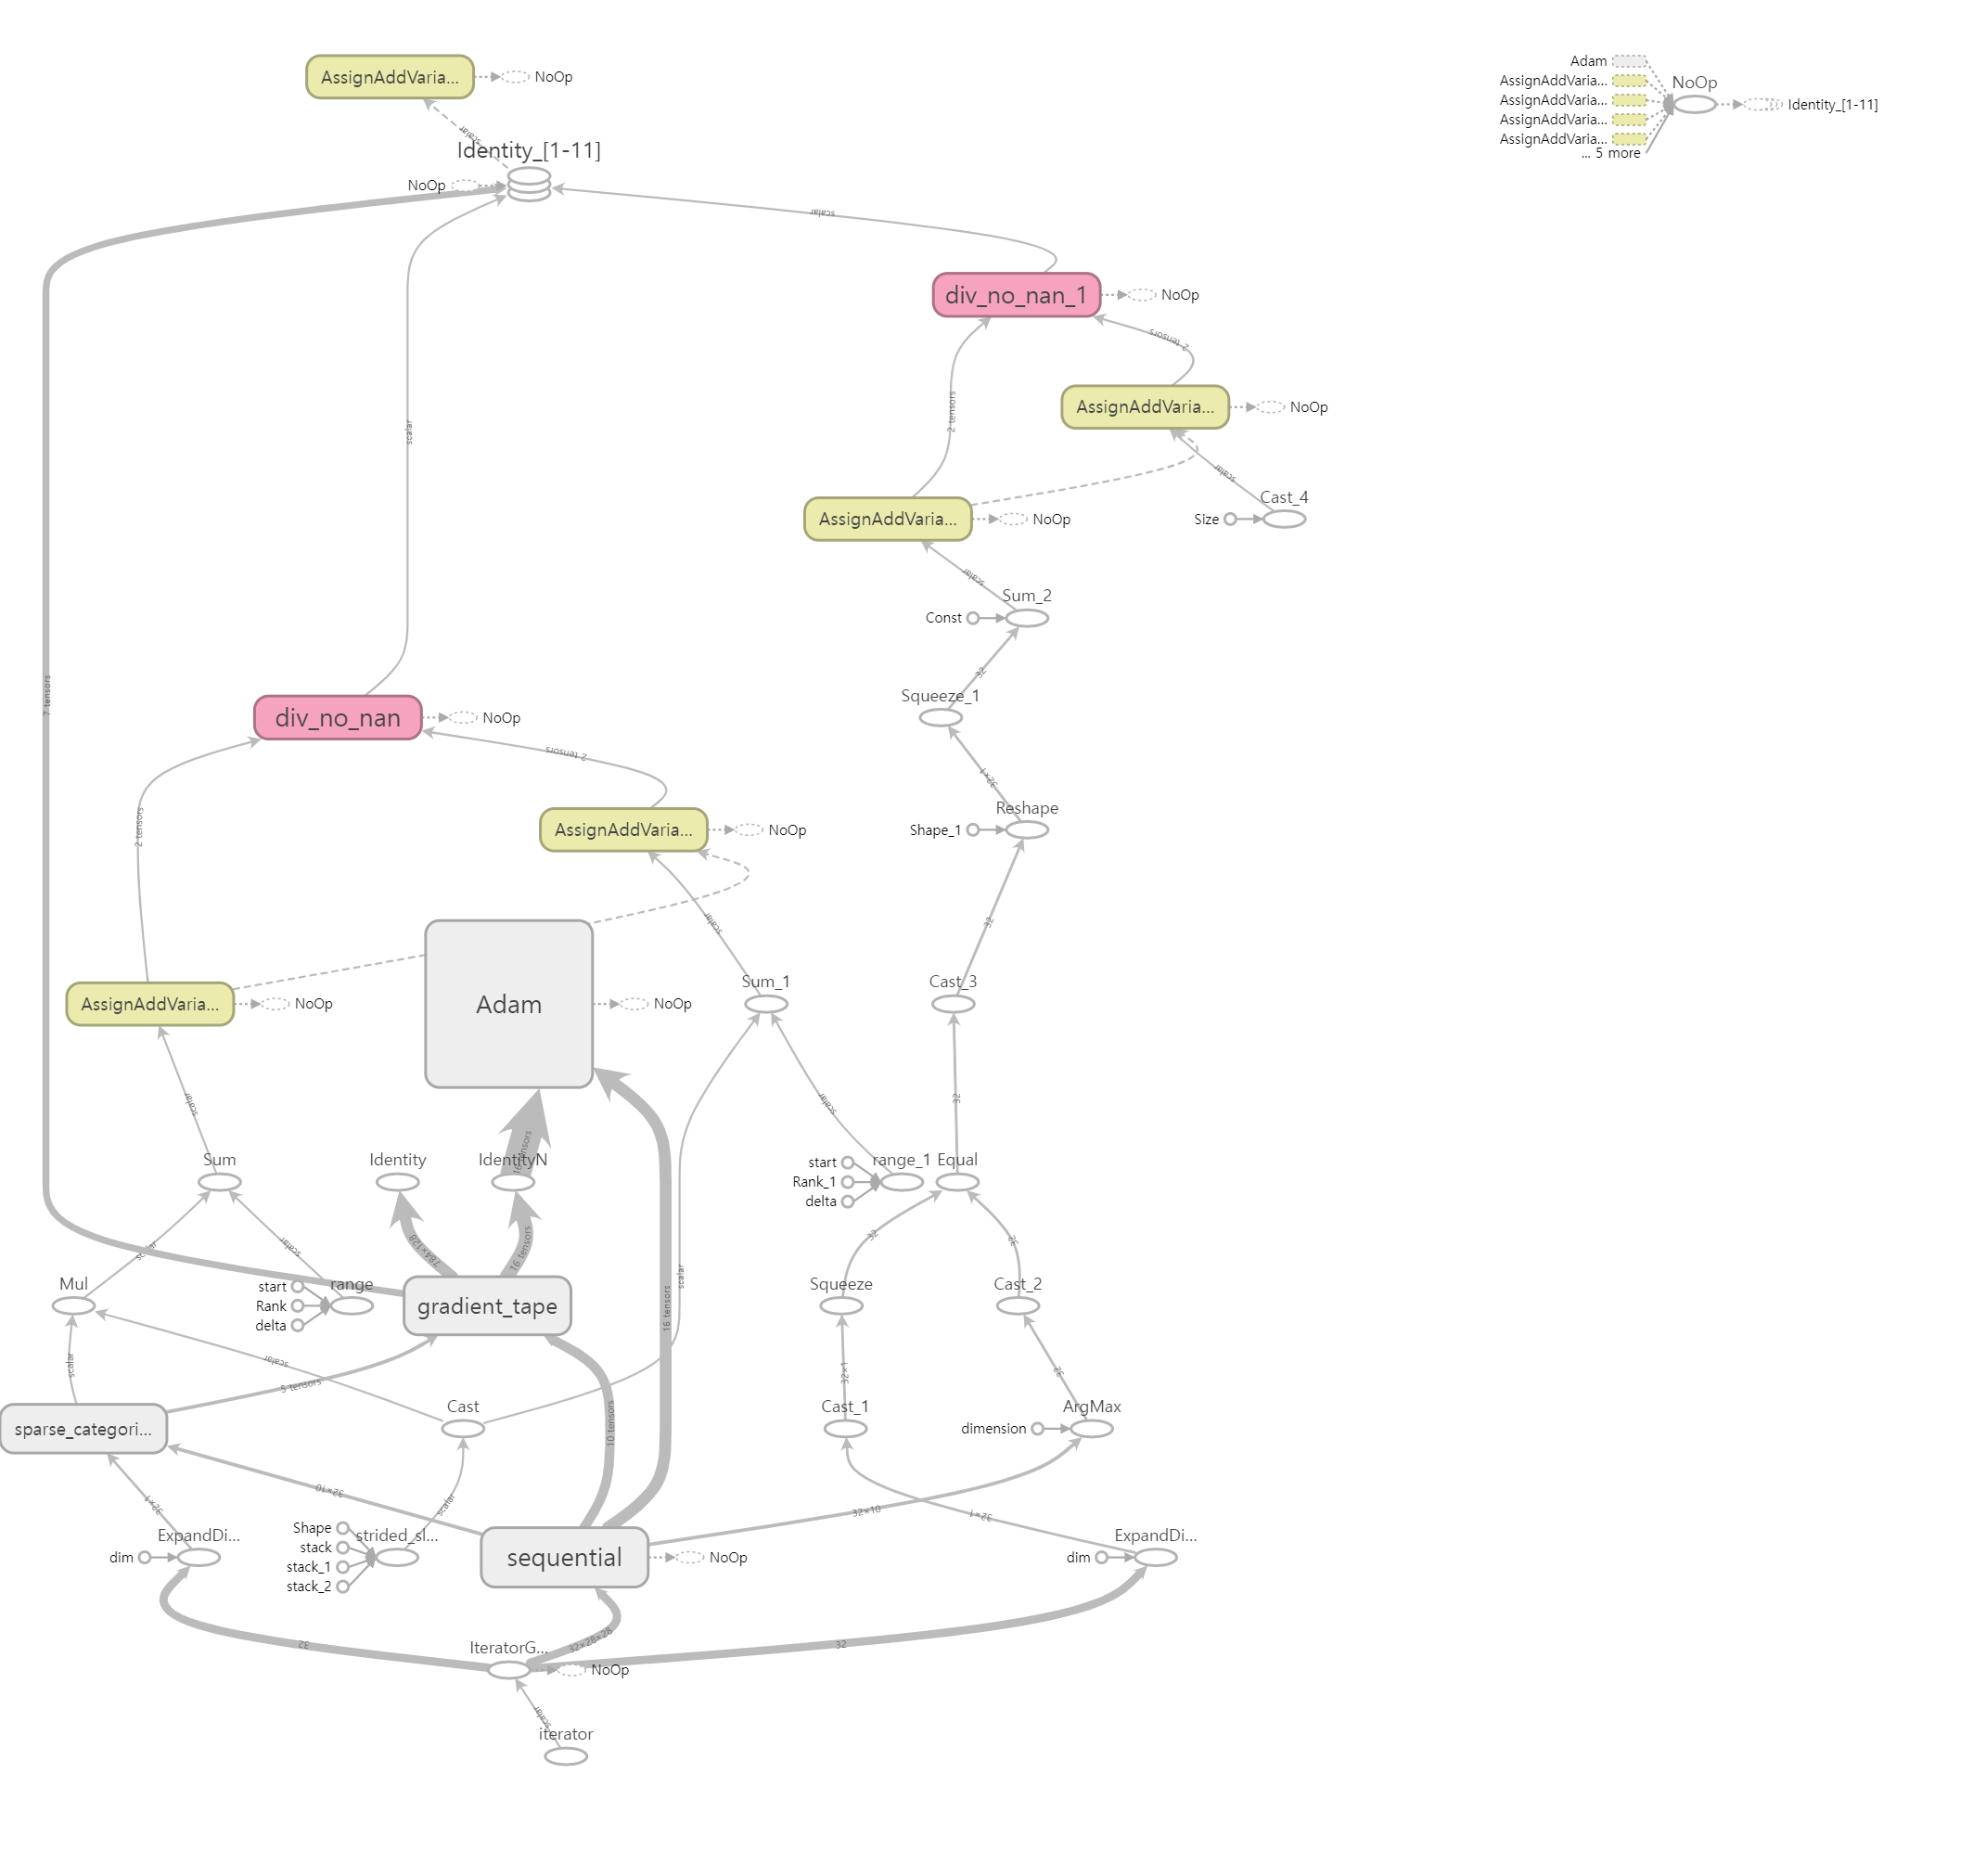 Adam
AssignAddVaria...
NoOp
AssignAddVaria...
NoOp
AssignAddVaria...
Identity_[1-11]
AssignAddVaria...
AssignAddVaria...
... 5 more
scalar
Identity_[1-11]
NoOp
scalar
div_no_nan_1
NoOp
2 tensors
AssignAddVaria...
NoOp
2 tensors
scalar
scalar
Cast_4
Size
AssignAddVaria...
NoOp
scalar
Sum_2
Const
32
7 tensors
Squeeze_1
div_no_nan
NoOp
2 tensors
32×1
Reshape
Shape_1
2 tensors
AssignAddVaria...
NoOp
scalar
32
Cast_3
Sum_1
Adam
NoOp
AssignAddVaria...
NoOp
scalar
scalar
32
16 tensors
Sum
Identity
IdentityN
start
Rank_1
delta
range_1
Equal
scalar
scalar
784×128
16 tensors
32
32
scalar
Mul
start
Rank
delta
range
gradient_tape
16 tensors
Squeeze
Cast_2
scalar
scalar
5 tensors
32×1
32
sparse_categori...
Cast
10 tensors
Cast_1
dimension
ArgMax
32×1
32×10
scalar
32×10
32×1
ExpandDi...
dim
Shape
stack
stack_1
stack_2
strided_sl...
sequential
NoOp
ExpandDi...
dim
32
32×28×28
32
IteratorG...
NoOp
scalar
iterator